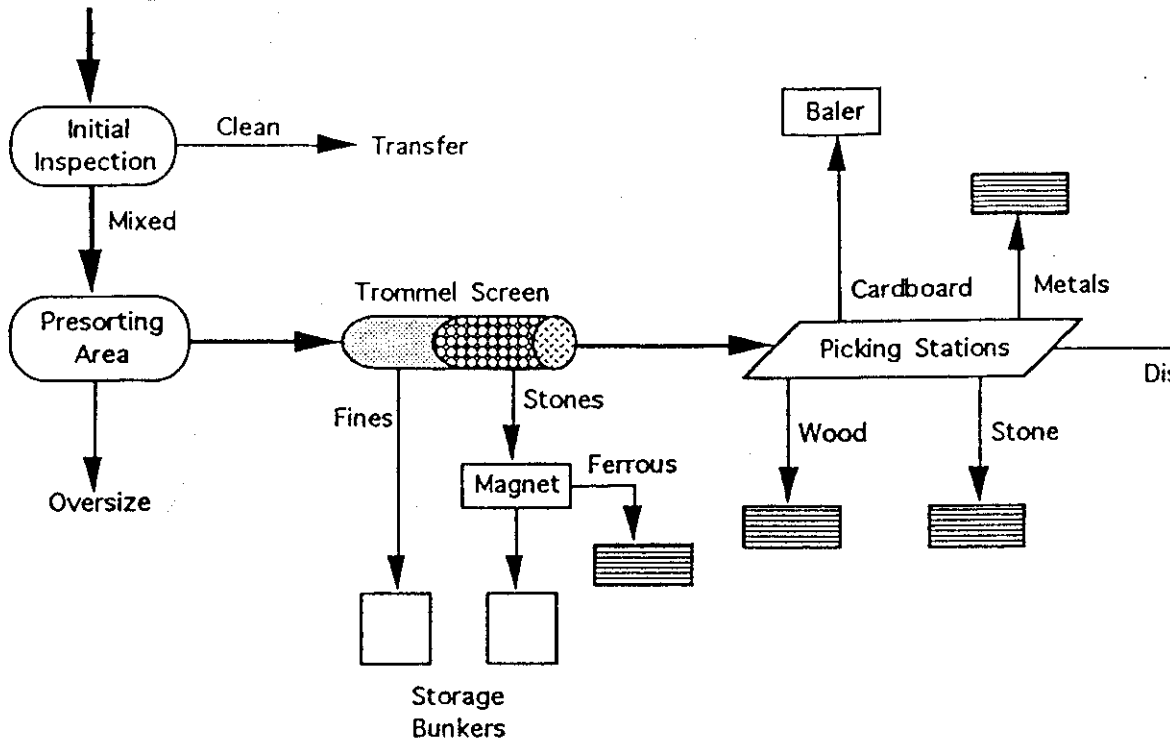 Initial
Inspection
Clean
Transfer
Mixed
Presorting
Area
Oversize
Trommel Screen
Fines
Stones
Magnet
Ferrous
Storage
Bunkers
Baler
Cardboard
Metals
Picking Stations
Wood
Stone